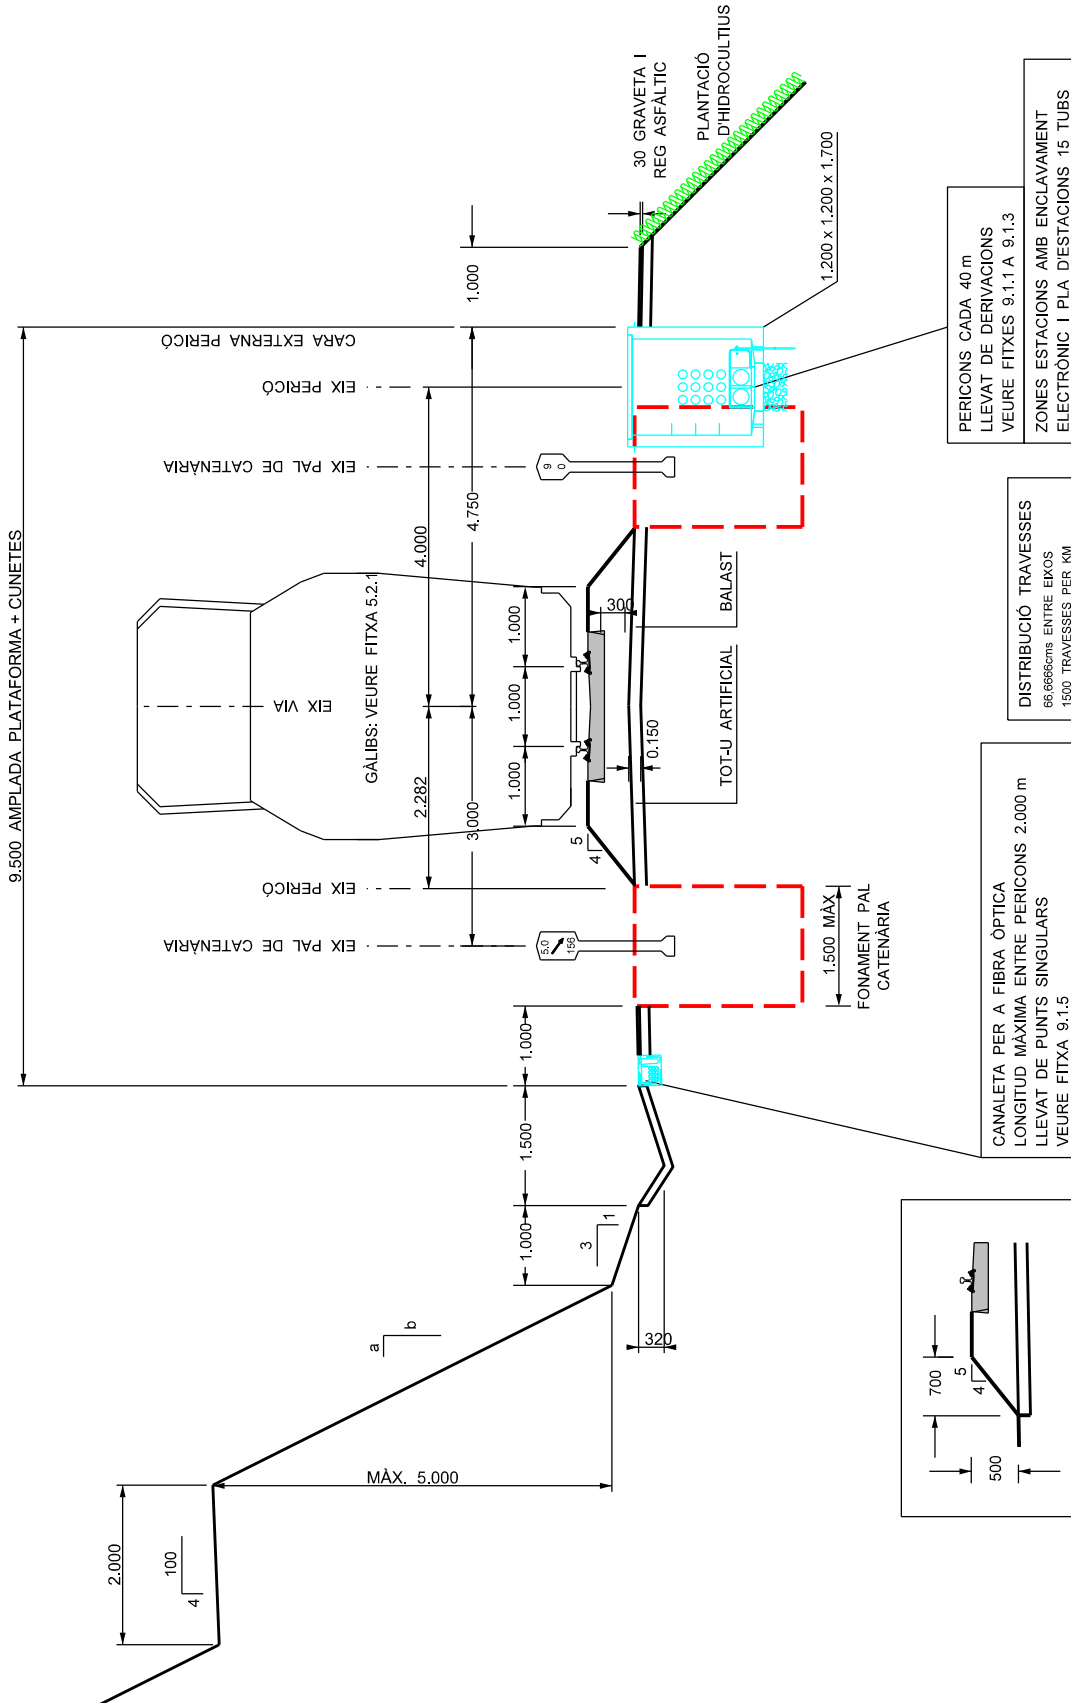 9.500 AMPLADA PLATAFORMA + CUNETES
CARA EXTERNA PERICÓ
EIX PERICÓ
EIX PAL DE CATENÀRIA
EIX VIA
EIX PERICÓ
EIX PAL DE CATENÀRIA
GÀLIBS: VEURE FITXA 5.2.1
4.000
4.750
2.282
3.000
1.000
1.000
1.000
1.000
1.000
1.500
1.000
30 GRAVETA I
REG ASFÀLTIC
PLANTACIÓ
D'HIDROCULTIUS
1.200 x 1.200 x 1.700
9
0
5,0
156
300
0.150
BALAST
TOT-U ARTIFICIAL
5
4
1.500 MÀX
FONAMENT PAL
CATENÀRIA
3
1
320
a
b
MÀX. 5.000
2.000
100
4
PERICONS CADA 40 m
LLEVAT DE DERIVACIONS
VEURE FITXES 9.1.1 A 9.1.3
ZONES ESTACIONS AMB ENCLAVAMENT
ELECTRÒNIC I PLA D'ESTACIONS 15 TUBS
DISTRIBUCIÓ TRAVESSES
66,6666cms ENTRE EIXOS
1500 TRAVESSES PER KM
CANALETA PER A FIBRA ÒPTICA
LONGITUD MÀXIMA ENTRE PERICONS 2.000 m
LLEVAT DE PUNTS SINGULARS
VEURE FITXA 9.1.5
700
5
4
500